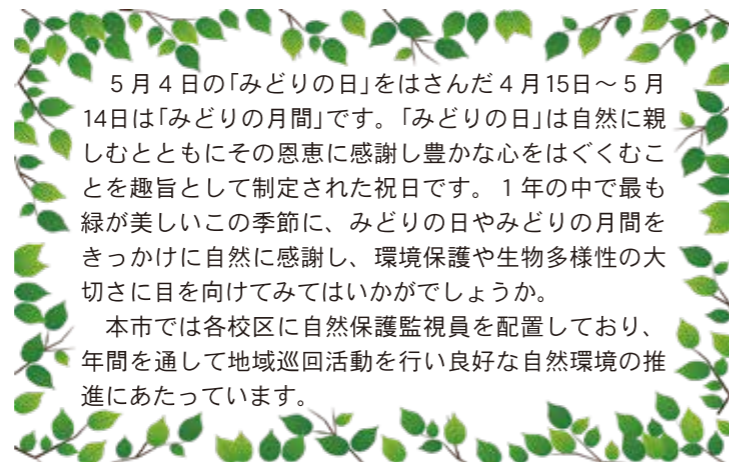 5月4日の「みどりの日」をはさんだ4月15日～5月
14日は「みどりの月間」です。「みどりの日」は自然に親
しむとともにその恩恵に感謝し豊かな心をはぐくむこ
とを趣旨として制定された祝日です。1年の中で最も
緑が美しいこの季節に、みどりの日やみどりの月間を
きっかけに自然に感謝し、環境保護や生物多様性の大
切さに目を向けてみてはいかがでしょうか。
　本市では各校区に自然保護監視員を配置しており、
年間を通して地域巡回活動を行い良好な自然環境の推
進にあたっています。